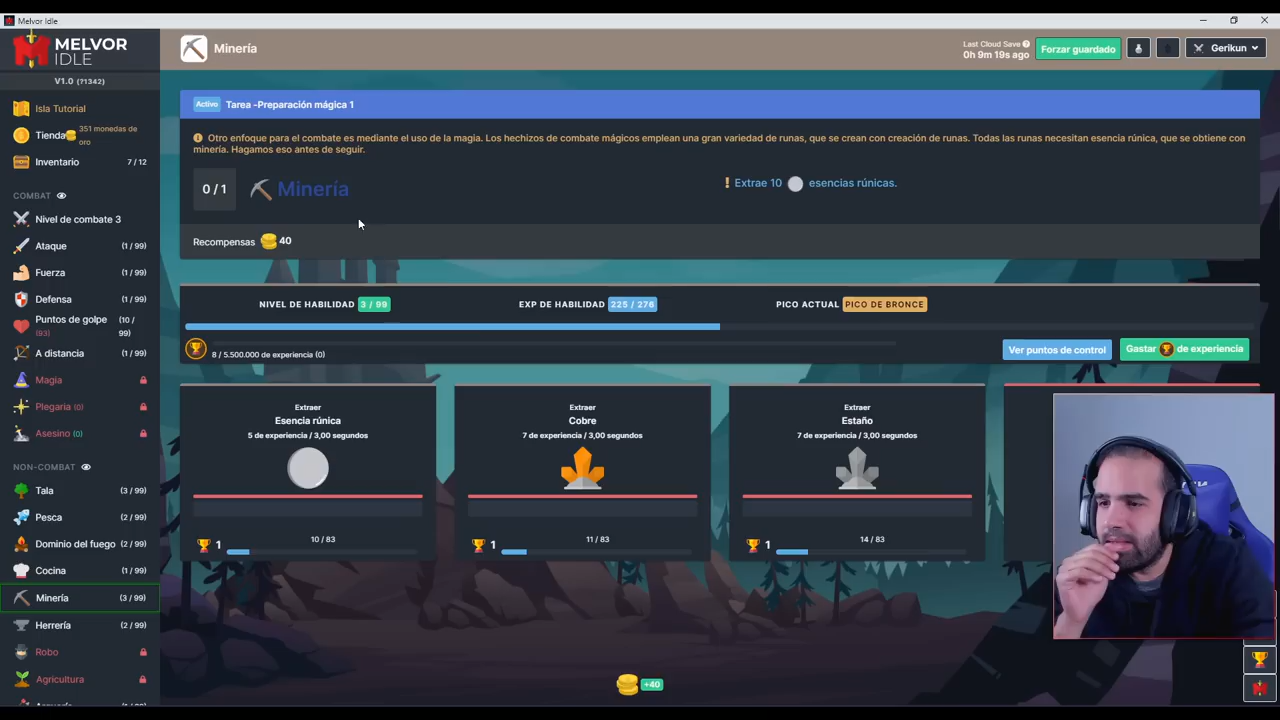 Melvor Idle
MELVOR
IDLE
V1.0 (?1342)
Isla Tutorial
Tienda
351 monedas de
oro
Inventario
7 / 12
COMBAT
Nivel de combate 3
Ataque
(1 / 99)
Fuerza
(1 / 99)
Defensa
(1 / 99)
Puntos de golpe
(10 /
(93)
99)
A distancia
(1 / 99)
Magia
Plegaria (0)
Asesino (0)
NON-COMBAT
Tala
(3 / 99)
Pesca
(2 / 99)
Dominio del fuego
(2 / 99)
Cocina
(1 / 99)
Minería
(3 / 99)
Herrería
(2 / 99)
Robo
Agricultura
Minería
Last Cloud Save
0h 9m 19s ago
Forzar guardado
Gerikun
Activo
Tarea -Preparación mágica 1
Otro enfoque para el combate es mediante el uso de la magia. Los hechizos de combate mágicos emplean una gran variedad de runas, que se crean con creación de runas. Todas las runas necesitan esencia rúnica, que se obtiene con
minería. Hagamos eso antes de seguir.
0 / 1
Minería
Extrae 10 esencias rúnicas.
Recompensas
40
NIVEL DE HABILIDAD 3 / 99
EXP DE HABILIDAD 225 / 276
PICO ACTUAL PICO DE BRONCE
8 / 5.500.000 de experiencia (0)
Ver puntos de control
Gastar de experiencia
Extraer
Esencia rúnica
5 de experiencia / 3,00 segundos
1
10 / 83
Extraer
Cobre
7 de experiencia / 3,00 segundos
1
11 / 83
Extraer
Estaño
7 de experiencia / 3,00 segundos
1
14 / 83
+40